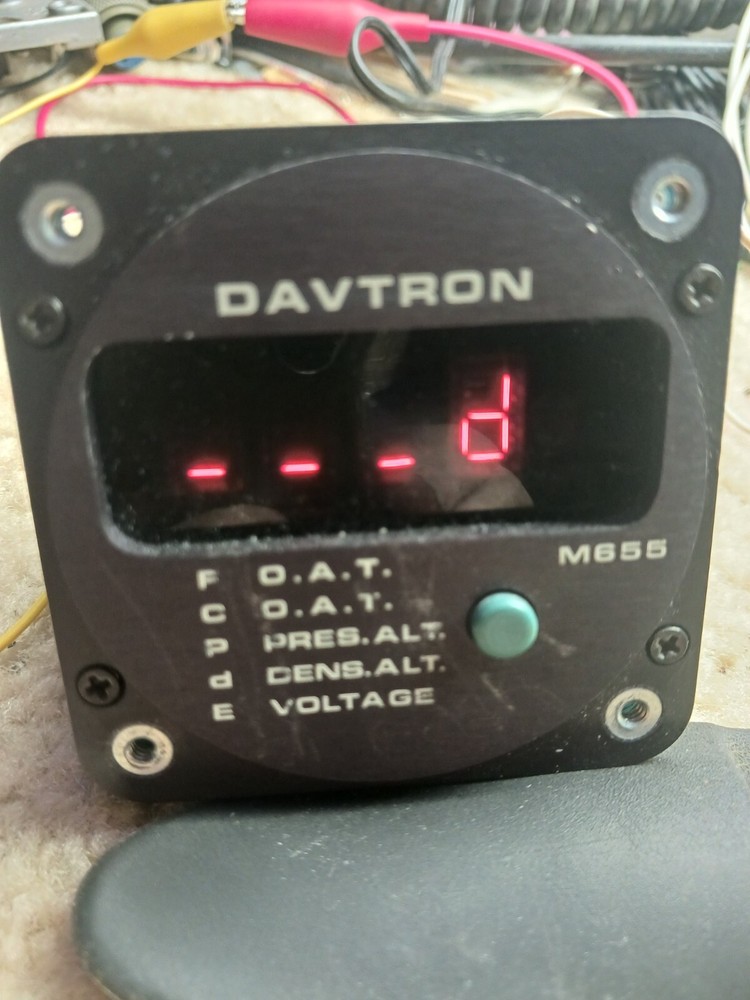 DAVTRON
_ _ _ d
M655
F O.A.T.
C O.A.T.
P PRES.ALT.
d DENS.ALT.
E VOLTAGE